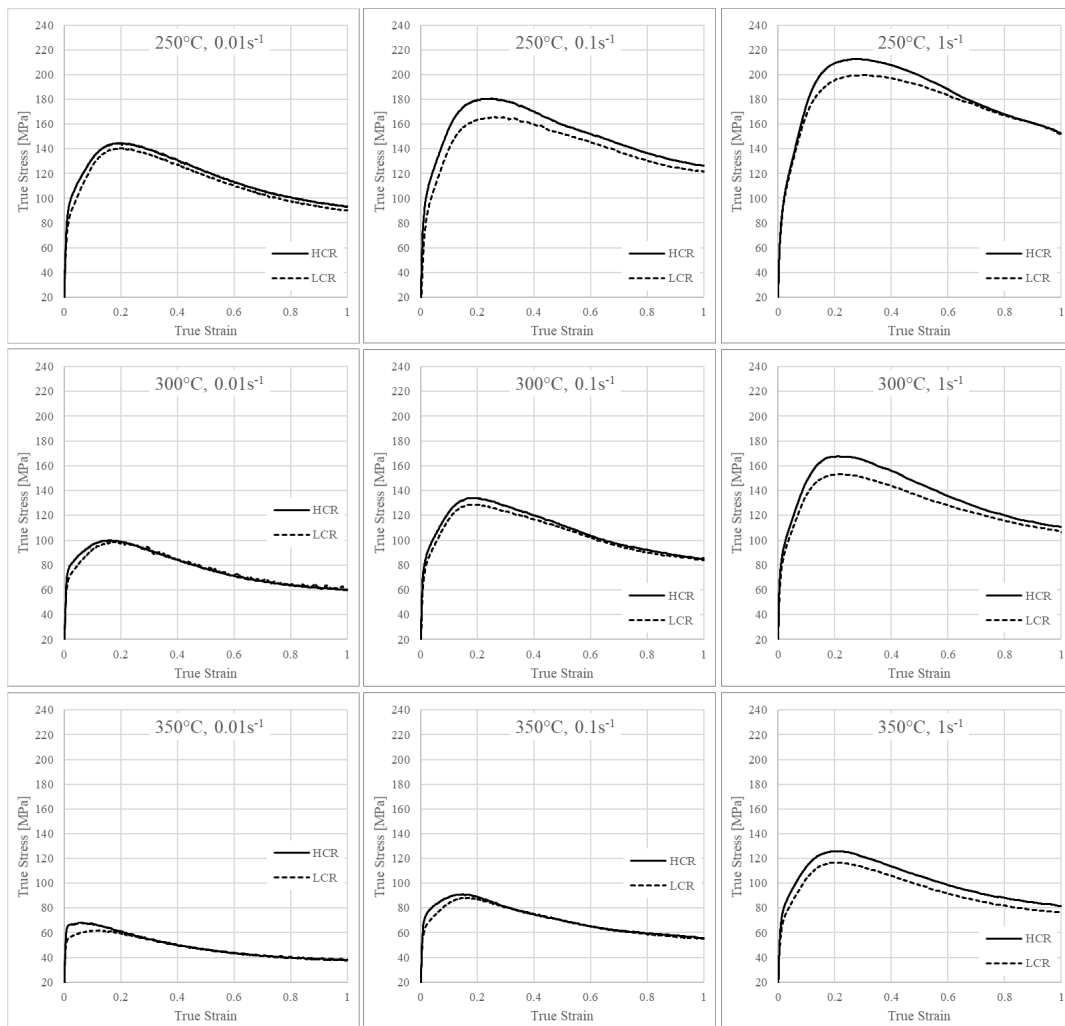 250°C, 0.01s⁻¹
True Stress [MPa]
240
220
200
180
160
140
120
100
80
60
40
20
0 0.2 0.4 0.6 0.8 1
True Strain
HCR
LCR
250°C, 0.1s⁻¹
True Stress [MPa]
240
220
200
180
160
140
120
100
80
60
40
20
0 0.2 0.4 0.6 0.8 1
True Strain
HCR
LCR
250°C, 1s⁻¹
True Stress [MPa]
240
220
200
180
160
140
120
100
80
60
40
20
0 0.2 0.4 0.6 0.8 1
True Strain
HCR
LCR
300°C, 0.01s⁻¹
True Stress [MPa]
240
220
200
180
160
140
120
100
80
60
40
20
0 0.2 0.4 0.6 0.8 1
True Strain
HCR
LCR
300°C, 0.1s⁻¹
True Stress [MPa]
240
220
200
180
160
140
120
100
80
60
40
20
0 0.2 0.4 0.6 0.8 1
True Strain
HCR
LCR
300°C, 1s⁻¹
True Stress [MPa]
240
220
200
180
160
140
120
100
80
60
40
20
0 0.2 0.4 0.6 0.8 1
True Strain
HCR
LCR
350°C, 0.01s⁻¹
True Stress [MPa]
240
220
200
180
160
140
120
100
80
60
40
20
0 0.2 0.4 0.6 0.8 1
True Strain
HCR
LCR
350°C, 0.1s⁻¹
True Stress [MPa]
240
220
200
180
160
140
120
100
80
60
40
20
0 0.2 0.4 0.6 0.8 1
True Strain
HCR
LCR
350°C, 1s⁻¹
True Stress [MPa]
240
220
200
180
160
140
120
100
80
60
40
20
0 0.2 0.4 0.6 0.8 1
True Strain
HCR
LCR